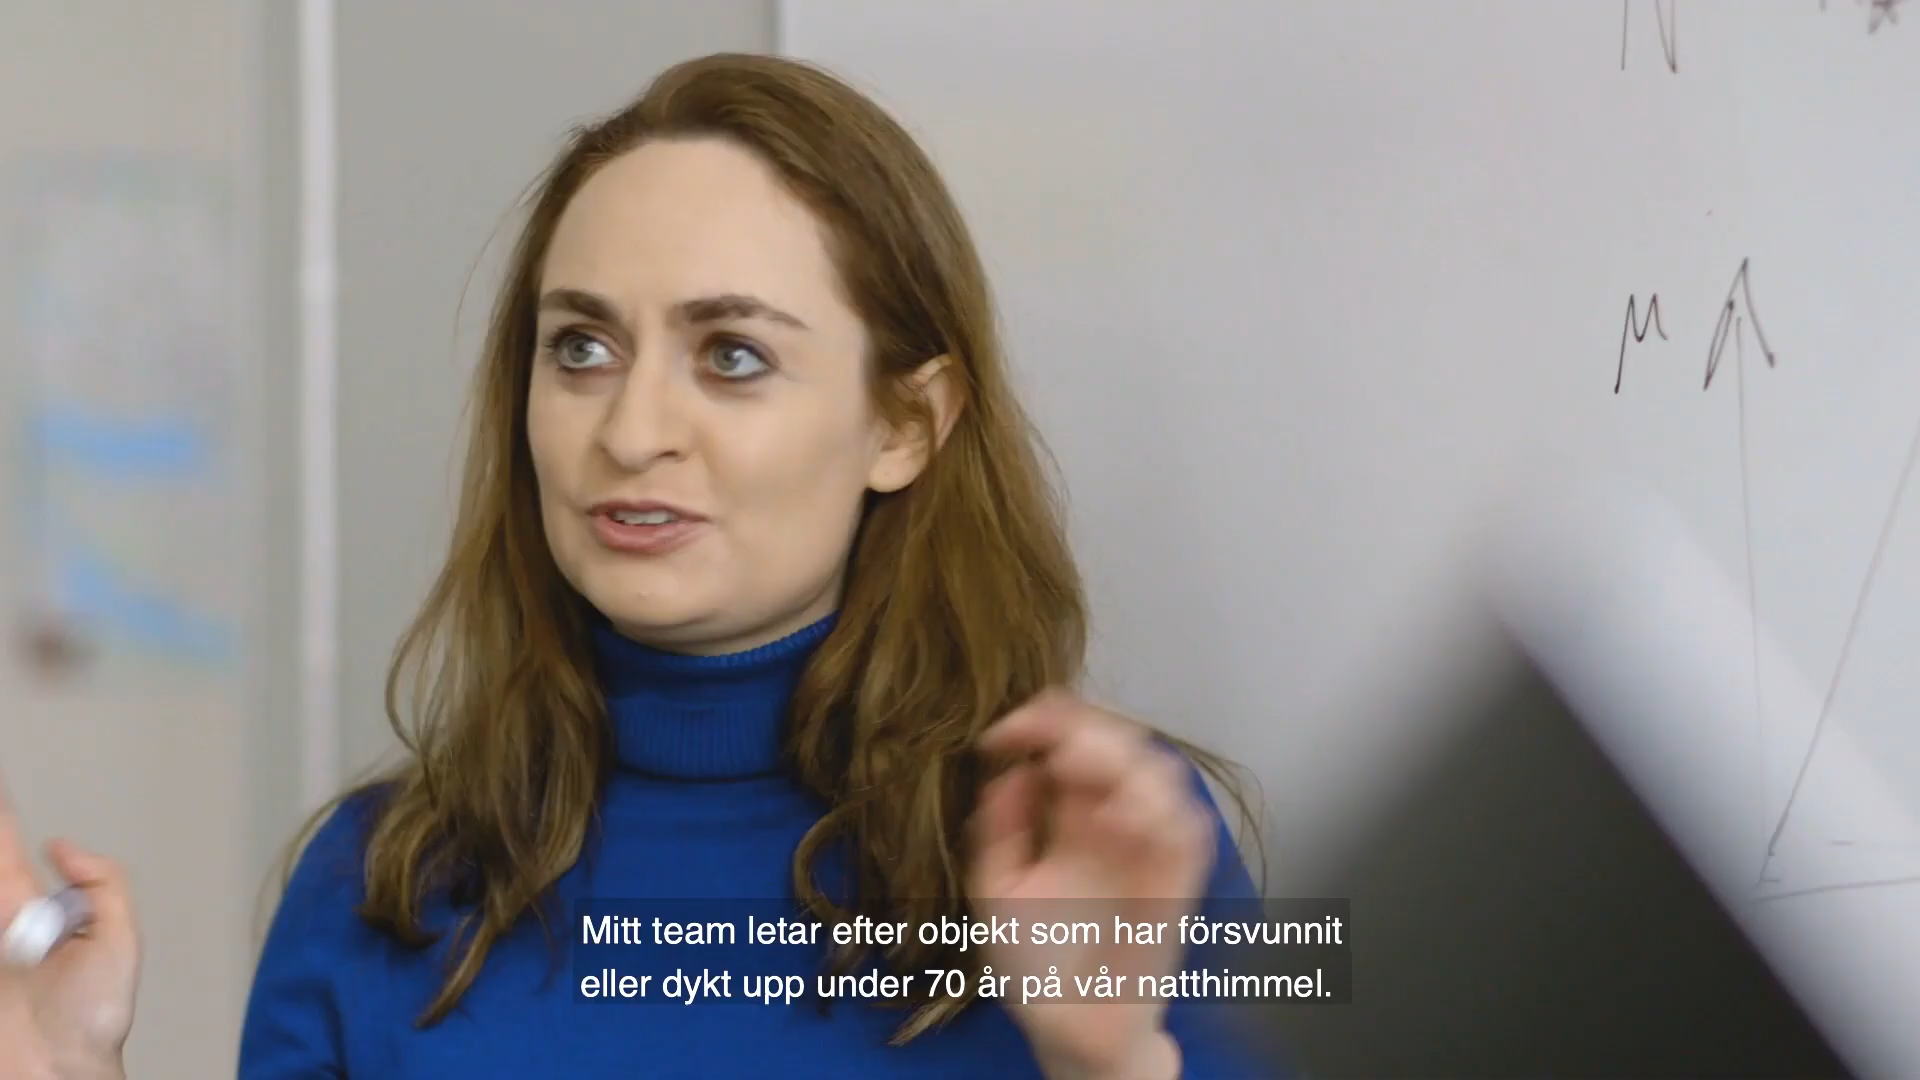 N
μ
Mitt team letar efter objekt som har försvunnit
eller dykt upp under 70 år på vår natthimmel.